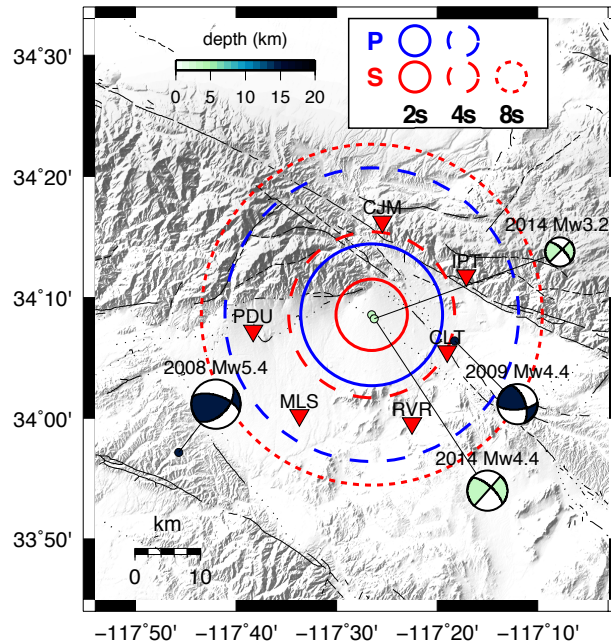 34˚30'
34˚20'
34˚10'
34˚00'
33˚50'
depth (km)
0 5 10 15 20
P
S
2s 4s 8s
CJM
2014 Mw3.2
IPT
PDU
CLT
2008 Mw5.4
2009 Mw4.4
MLS
RVR
2014 Mw4.4
km
0 10
−117˚50' −117˚40' −117˚30' −117˚20' −117˚10'